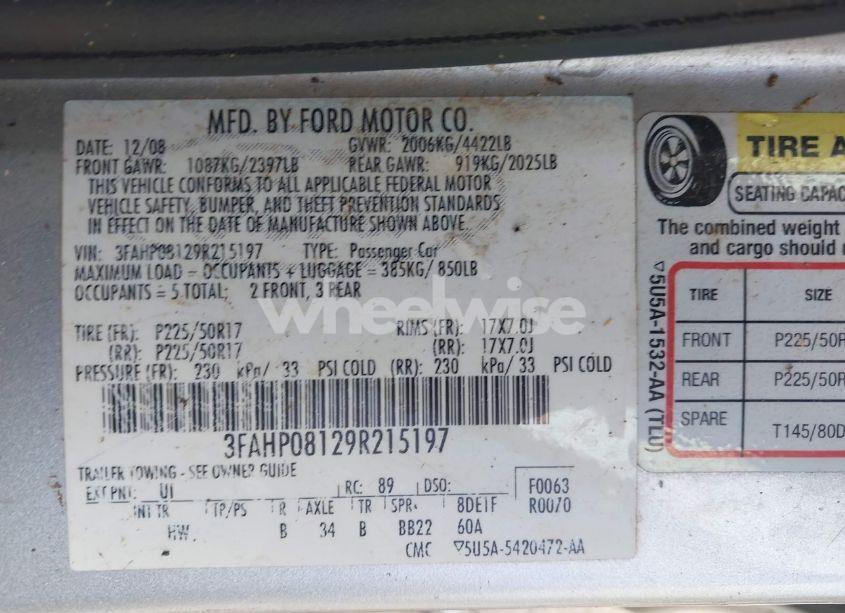 MFD. BY FORD MOTOR CO.
DATE: 12/08 GVWR: 2006KG/4422LB
FRONT GAWR: 1087KG/2397LB REAR GAWR: 919KG/2025LB
THIS VEHICLE CONFORMS TO ALL APPLICABLE FEDERAL MOTOR
VEHICLE SAFETY, BUMPER, AND THEFT PREVENTION STANDARDS
IN EFFECT ON THE DATE OF MANUFACTURE SHOWN ABOVE.
VIN: 3FAHP08129R215197 TYPE: Passenger Car
MAXIMUM LOAD = OCCUPANTS + LUGGAGE = 385KG/ 850LB
OCCUPANTS = 5 TOTAL: 2 FRONT, 3 REAR
wheelwise
TIRE (FR): P225/50R17 RIMS (FR): 17X7.0J
(RR): P225/50R17 (RR): 17X7.0J
PRESSURE (FR): 230 kPa/ 33 PSI COLD (RR): 230 kPa/ 33 PSI COLD
3FAHP08129R215197
TRAILER TOWING - SEE OWNER GUIDE
EXT PNT: UI RC: 89 DSO: F0063
INT TR TP/PS R AXLE TR SPR R0070
HW B 34 B BB22 60A
CMC ▽5U5A-5420472-AA
TIRE A
SEATING CAPAC
The combined weight
and cargo should
▽5U5A-1532-AA (TLU)
TIRE SIZE
FRONT P225/50R
REAR P225/50R
SPARE T145/80D